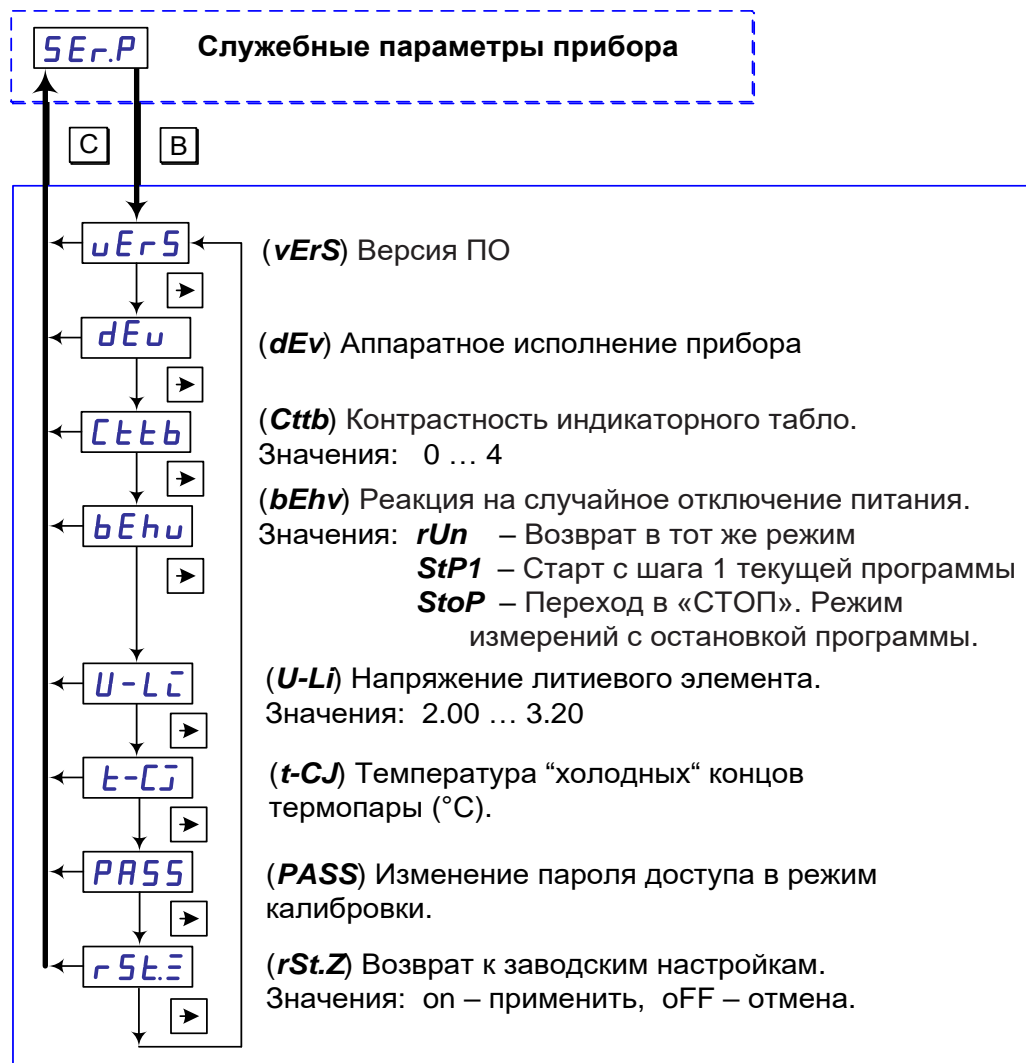 SEr.P Служебные параметры прибора
C B
vErS (vErS) Версия ПО
dEv (dEv) Аппаратное исполнение прибора
Cttb (Cttb) Контрастность индикаторного табло.
Значения: 0 … 4
bEhv (bEhv) Реакция на случайное отключение питания.
Значения: rUn – Возврат в тот же режим
StP1 – Старт с шага 1 текущей программы
StoP – Переход в «СТОП». Режим
измерений с остановкой программы.
U-Li (U-Li) Напряжение литиевого элемента.
Значения: 2.00 … 3.20
t-CJ (t-CJ) Температура “холодных“ концов
термопары (°C).
PASS (PASS) Изменение пароля доступа в режим
калибровки.
rSt.Z (rSt.Z) Возврат к заводским настройкам.
Значения: on – применить, oFF – отмена.